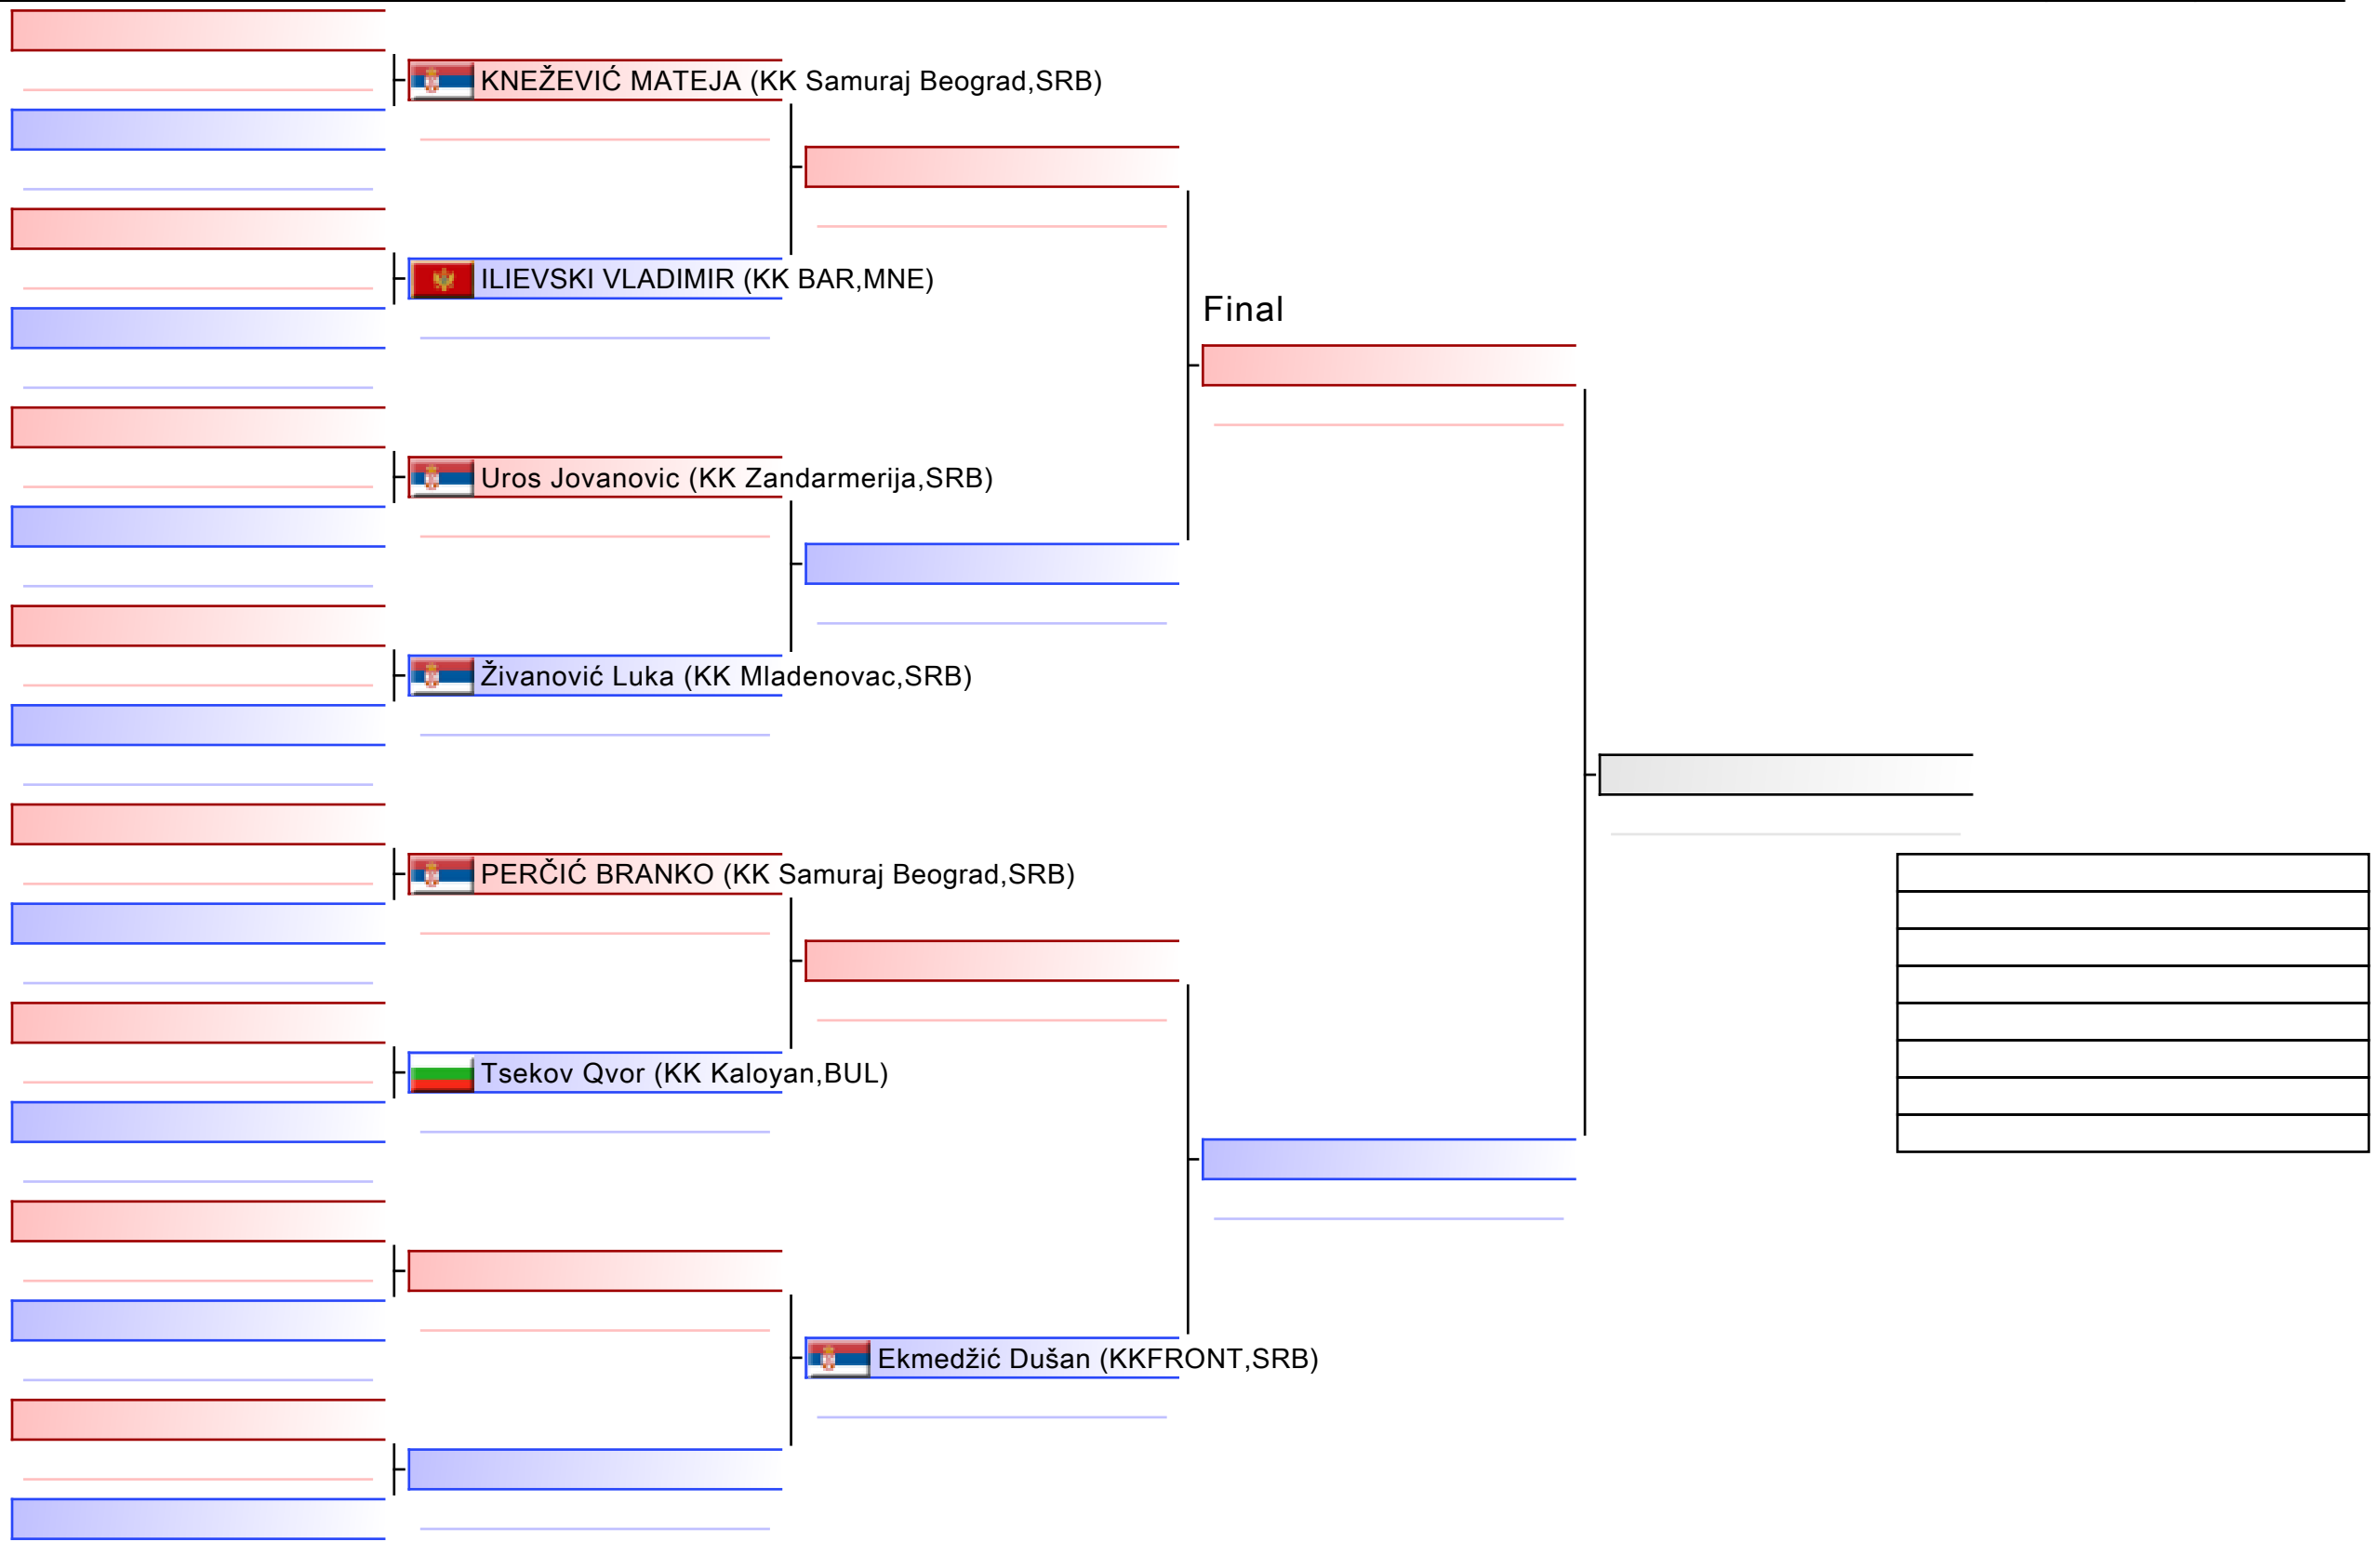 KNEŽEVIĆ MATEJA (KK Samuraj Beograd,SRB)
ILIEVSKI VLADIMIR (KK BAR,MNE)
Final
Uros Jovanovic (KK Zandarmerija,SRB)
Živanović Luka (KK Mladenovac,SRB)
PERČIĆ BRANKO (KK Samuraj Beograd,SRB)
Tsekov Qvor (KK Kaloyan,BUL)
Ekmedžić Dušan (KKFRONT,SRB)